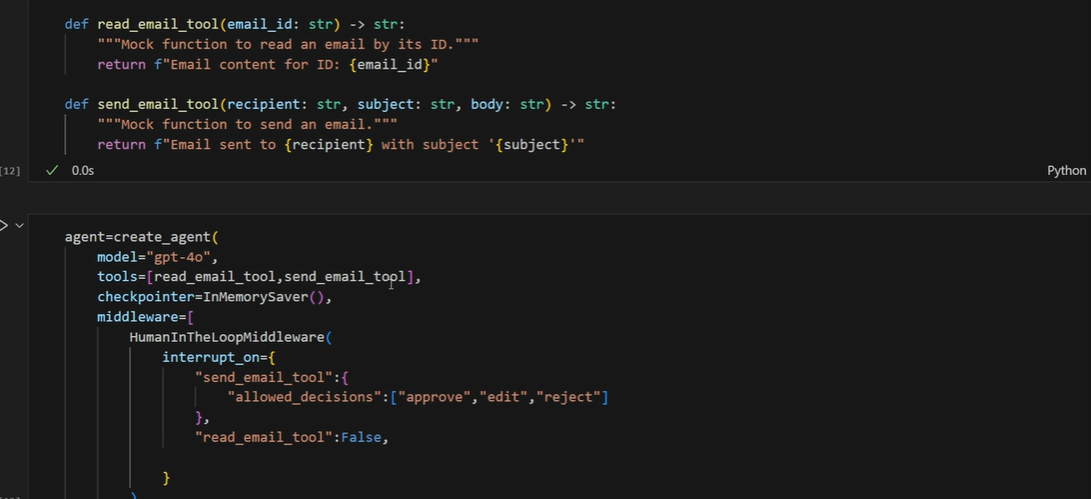 def read_email_tool(email_id: str) -> str:
"""Mock function to read an email by its ID."""
return f"Email content for ID: {email_id}"
def send_email_tool(recipient: str, subject: str, body: str) -> str:
"""Mock function to send an email."""
return f"Email sent to {recipient} with subject '{subject}'"
[12] 0.0s Python
agent=create_agent(
model="gpt-4o",
tools=[read_email_tool,send_email_tool],
checkpointer=InMemorySaver(),
middleware=[
HumanInTheLoopMiddleware(
interrupt_on={
"send_email_tool":{
"allowed_decisions":["approve","edit","reject"]
},
"read_email_tool":False,
}
)